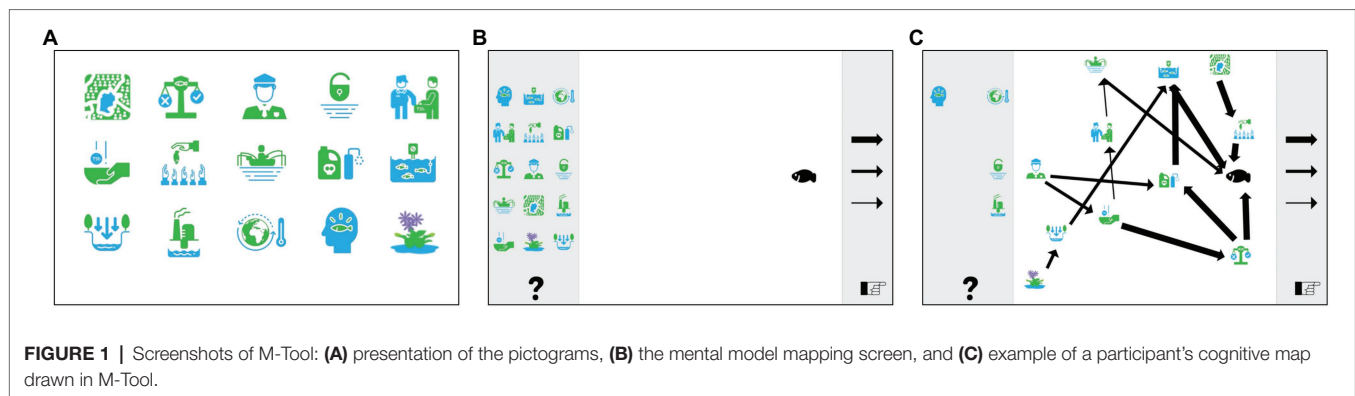 A
B
C
?
?
FIGURE 1 | Screenshots of M-Tool: (A) presentation of the pictograms, (B) the mental model mapping screen, and (C) example of a participant’s cognitive map
drawn in M-Tool.